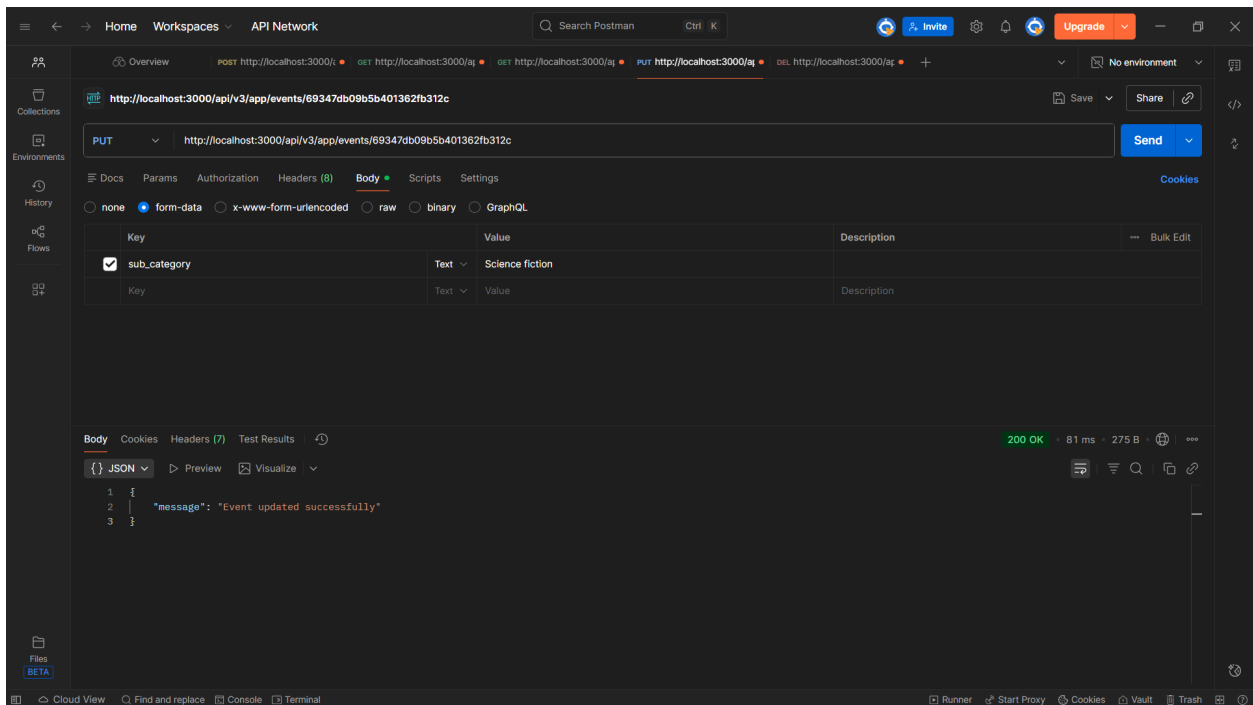 Home Workspaces API Network Search Postman Ctrl K Invite Upgrade
Overview POST http://localhost:3000/a GET http://localhost:3000/ap GET http://localhost:3000/ap PUT http://localhost:3000/ap DEL http://localhost:3000/ap No environment
HTTP http://localhost:3000/api/v3/app/events/69347db09b5b401362fb312c Save Share
Collections
PUT http://localhost:3000/api/v3/app/events/69347db09b5b401362fb312c Send
Environments
Docs Params Authorization Headers (8) Body Scripts Settings Cookies
History
none form-data x-www-form-urlencoded raw binary GraphQL
Flows
Key Value Description Bulk Edit
sub_category Text Science fiction
Key Text Value Description
Body Cookies Headers (7) Test Results 200 OK 81 ms 275 B
{} JSON Preview Visualize
1 {
2 "message": "Event updated successfully"
3 }
Files
BETA
Cloud View Find and replace Console Terminal Runner Start Proxy Cookies Vault Trash